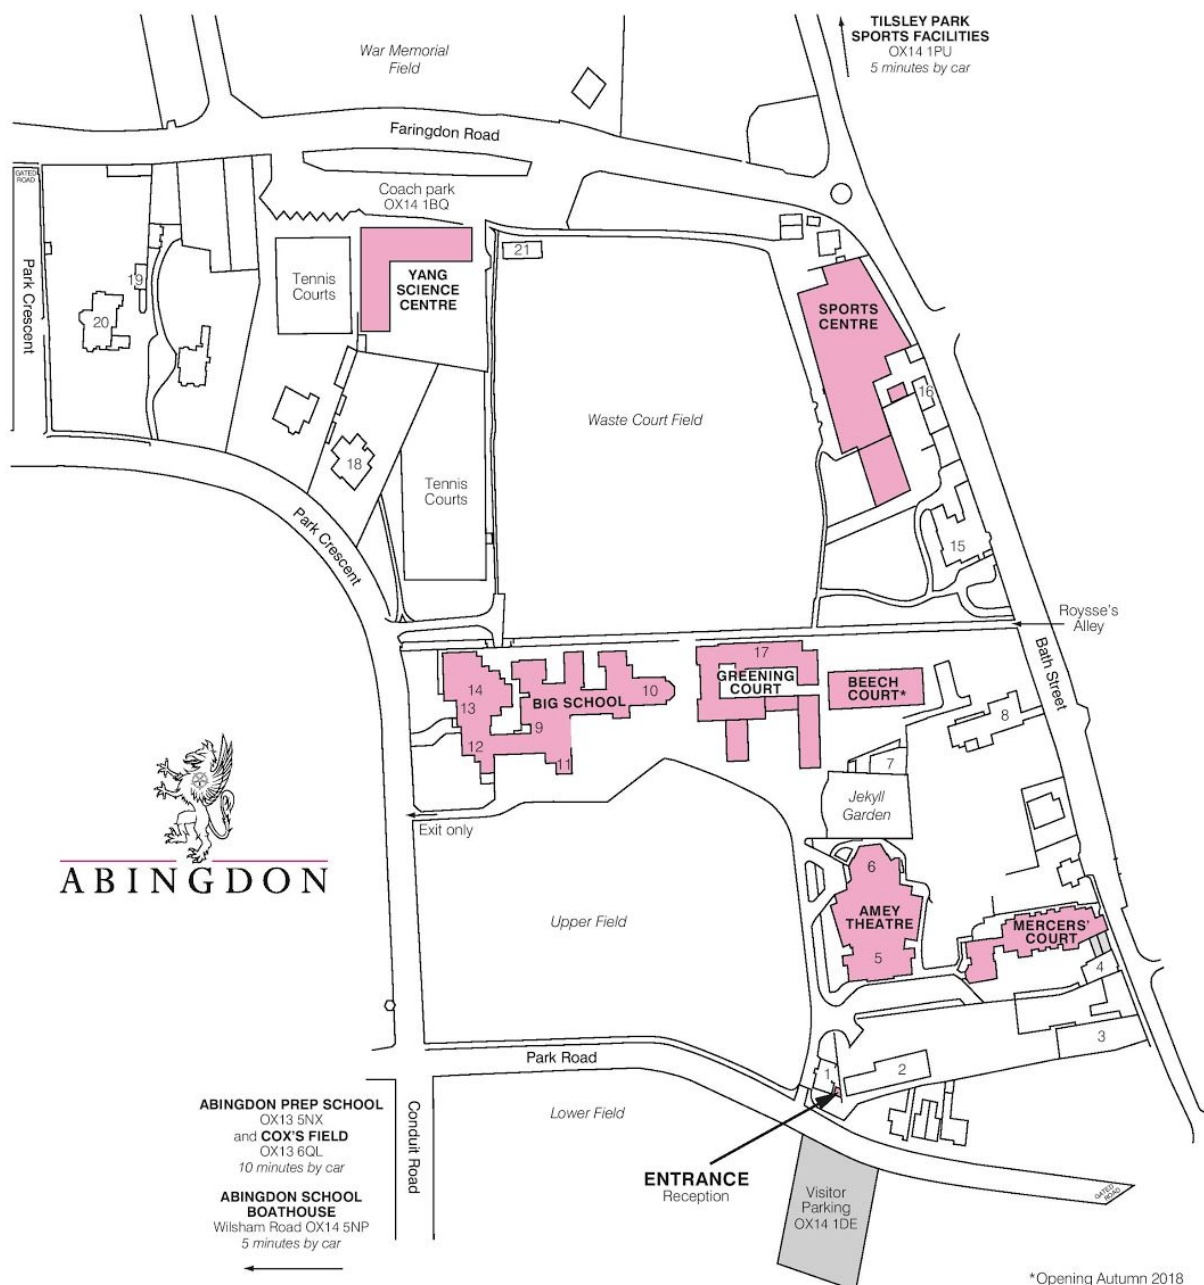 TILSLEY PARK
SPORTS FACILITIES
OX14 1PU
5 minutes by car
War Memorial
Field
Faringdon Road
GATED
ROAD
Coach park
OX14 1BQ
Park Crescent
19
20
Tennis
Courts
YANG
SCIENCE
CENTRE
21
SPORTS
CENTRE
16
Waste Court Field
18
Tennis
Courts
Park Crescent
15
Roysse's
Alley
Bath Street
14
13
12
BIG SCHOOL
9
10
11
17
GREENING
COURT
BEECH
COURT*
8
7
Jekyll
Garden
Exit only
ABINGDON
Upper Field
6
AMEY
THEATRE
5
MERCERS'
COURT
4
3
2
1
Park Road
Lower Field
Conduit Road
ABINGDON PREP SCHOOL
OX13 5NX
and COX'S FIELD
OX13 6QL
10 minutes by car
ABINGDON SCHOOL
BOATHOUSE
Wilsham Road OX14 5NP
5 minutes by car
ENTRANCE
Reception
Visitor
Parking
OX14 1DE
GATED
ROAD
*Opening Autumn 2018